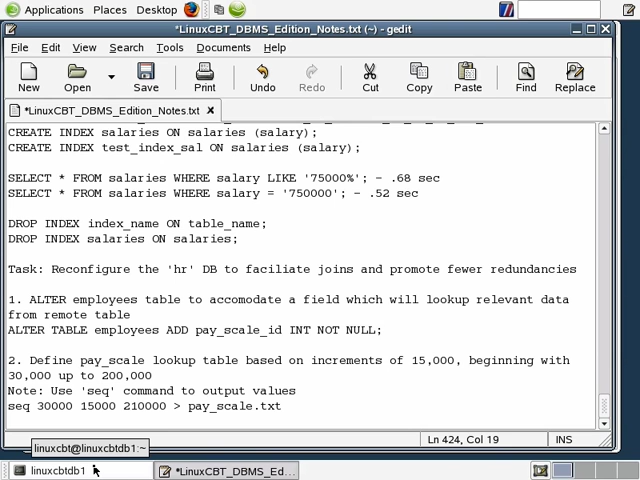 Applications Places Desktop
*LinuxCBT_DBMS_Edition_Notes.txt (~) - gedit
File Edit View Search Tools Documents Help
New Open Save Print Undo Redo Cut Copy Paste Find Replace
*LinuxCBT_DBMS_Edition_Notes.txt
CREATE INDEX salaries ON salaries (salary);
CREATE INDEX test_index_sal ON salaries (salary);
SELECT * FROM salaries WHERE salary LIKE '75000%'; - .68 sec
SELECT * FROM salaries WHERE salary = '750000'; - .52 sec
DROP INDEX index_name ON table_name;
DROP INDEX salaries ON salaries;
Task: Reconfigure the 'hr' DB to faciliate joins and promote fewer redundancies
1. ALTER employees table to accomodate a field which will lookup relevant data
from remote table
ALTER TABLE employees ADD pay_scale_id INT NOT NULL;
2. Define pay_scale lookup table based on increments of 15,000, beginning with
30,000 up to 200,000
Note: Use 'seq' command to output values
seq 30000 15000 210000 > pay_scale.txt
Ln 424, Col 19 INS
linuxcbt@linuxcbtdb1:~
linuxcbtdb1 *LinuxCBT_DBMS_Ed...